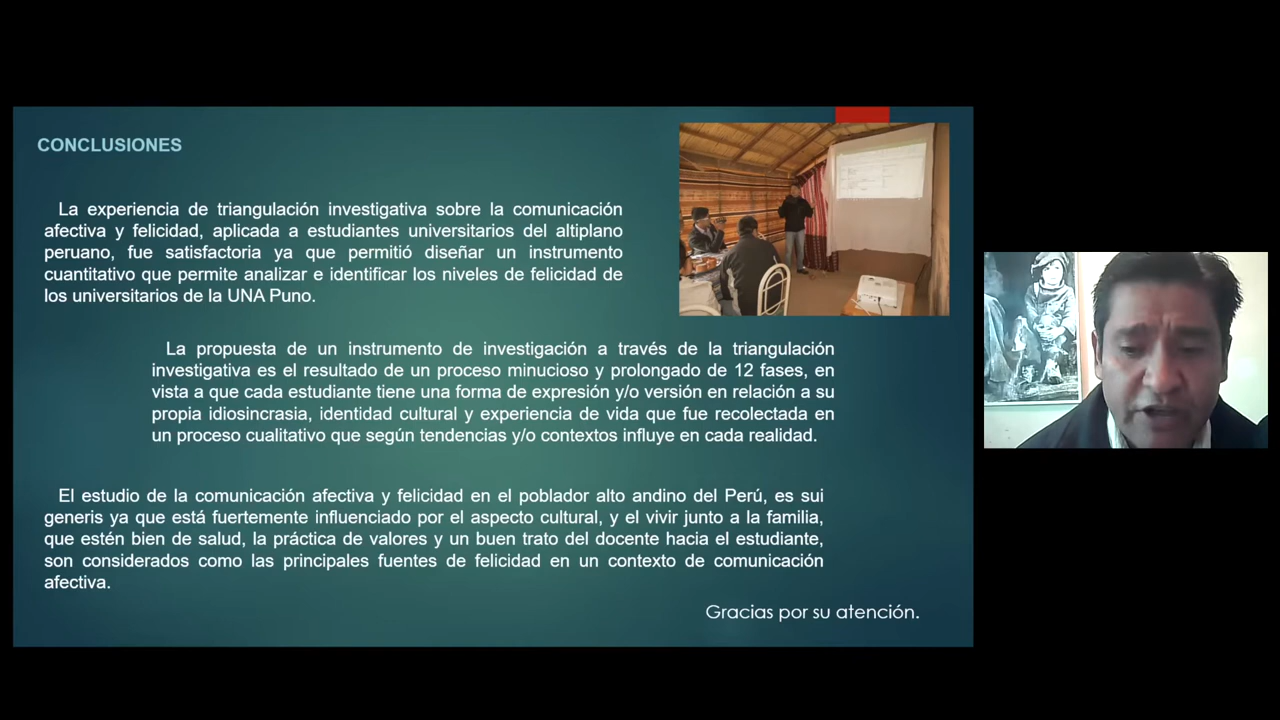 CONCLUSIONES
La experiencia de triangulación investigativa sobre la comunicación
afectiva y felicidad, aplicada a estudiantes universitarios del altiplano
peruano, fue satisfactoria ya que permitió diseñar un instrumento
cuantitativo que permite analizar e identificar los niveles de felicidad de
los universitarios de la UNA Puno.
La propuesta de un instrumento de investigación a través de la triangulación
investigativa es el resultado de un proceso minucioso y prolongado de 12 fases, en
vista a que cada estudiante tiene una forma de expresión y/o versión en relación a su
propia idiosincrasia, identidad cultural y experiencia de vida que fue recolectada en
un proceso cualitativo que según tendencias y/o contextos influye en cada realidad.
El estudio de la comunicación afectiva y felicidad en el poblador alto andino del Perú, es sui
generis ya que está fuertemente influenciado por el aspecto cultural, y el vivir junto a la familia,
que estén bien de salud, la práctica de valores y un buen trato del docente hacia el estudiante,
son considerados como las principales fuentes de felicidad en un contexto de comunicación
afectiva.
Gracias por su atención.